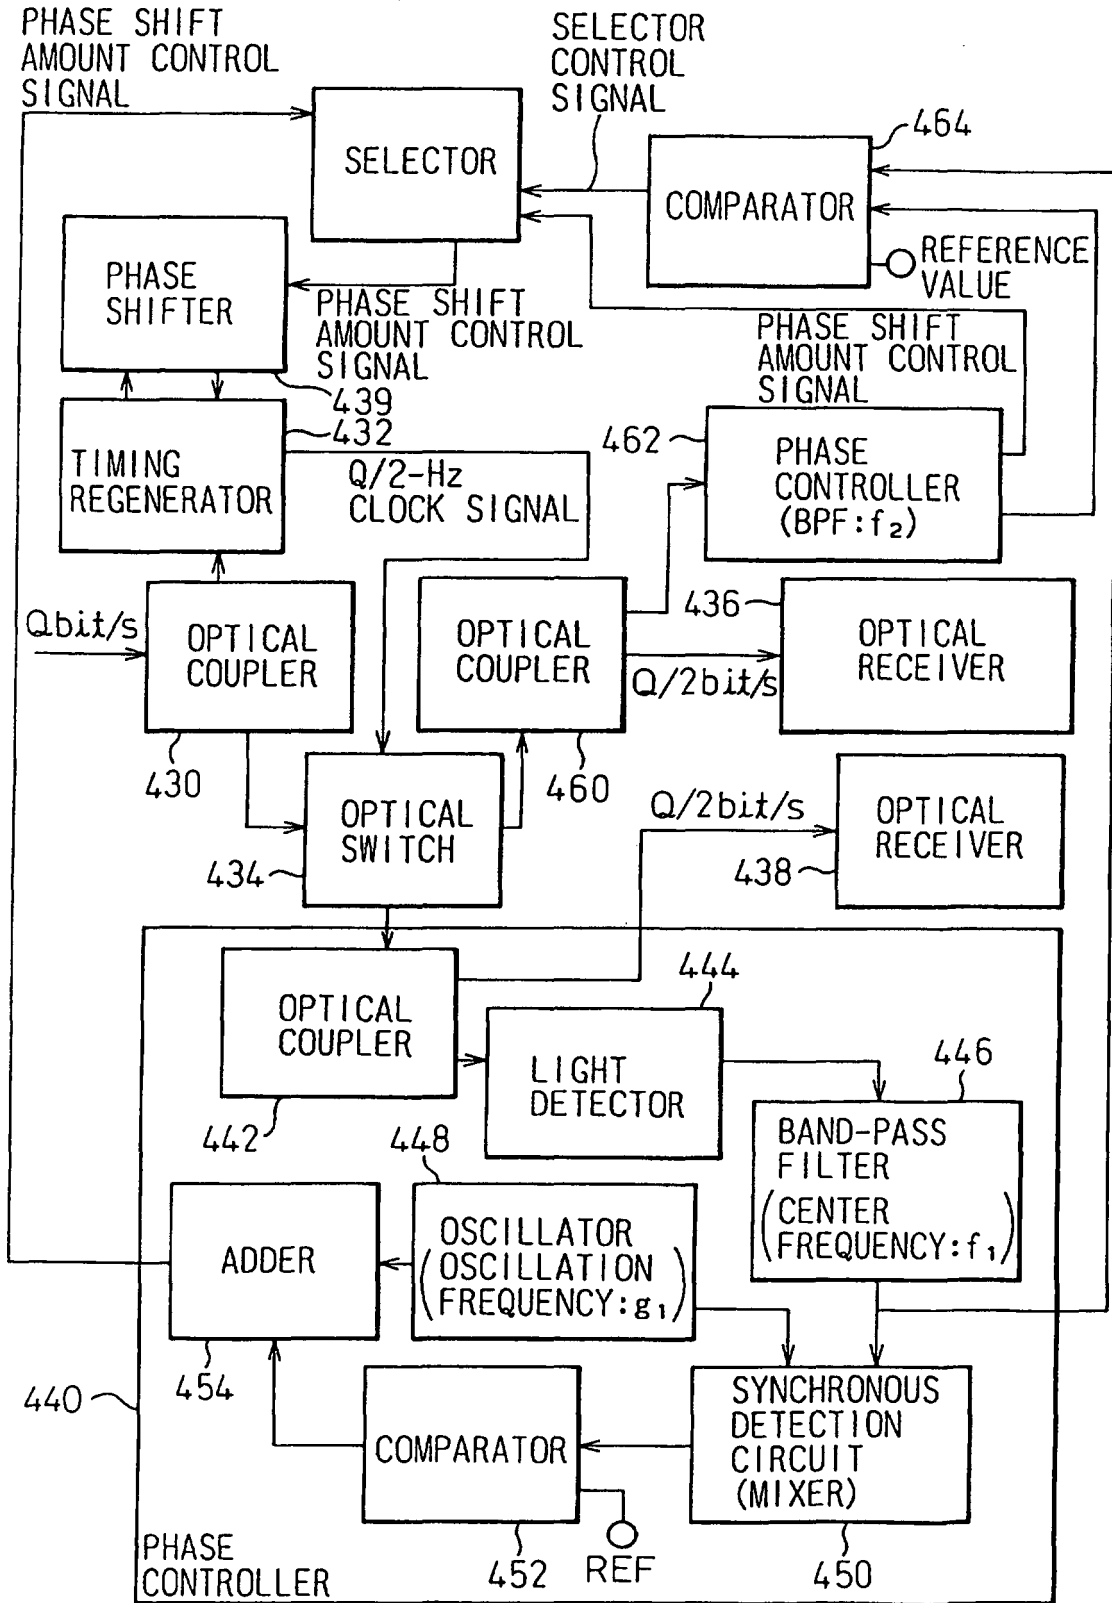 PHASE SHIFT
AMOUNT CONTROL
SIGNAL
SELECTOR
CONTROL
SIGNAL
464
SELECTOR
COMPARATOR
REFERENCE
VALUE
PHASE
SHIFTER
PHASE SHIFT
AMOUNT CONTROL
SIGNAL
PHASE SHIFT
AMOUNT CONTROL
SIGNAL
439
432
462
TIMING
REGENERATOR
Q/2-Hz
CLOCK SIGNAL
PHASE
CONTROLLER
(BPF:f₂)
Qbit/s
OPTICAL
COUPLER
OPTICAL
COUPLER
436
OPTICAL
RECEIVER
Q/2bit/s
430
460
OPTICAL
SWITCH
434
Q/2bit/s
OPTICAL
RECEIVER
438
OPTICAL
COUPLER
444
LIGHT
DETECTOR
446
442
448
BAND-PASS
FILTER
(CENTER
FREQUENCY:f₁)
ADDER
OSCILLATOR
(OSCILLATION
FREQUENCY:g₁)
454
440
COMPARATOR
SYNCHRONOUS
DETECTION
CIRCUIT
(MIXER)
PHASE
CONTROLLER
452
REF
450